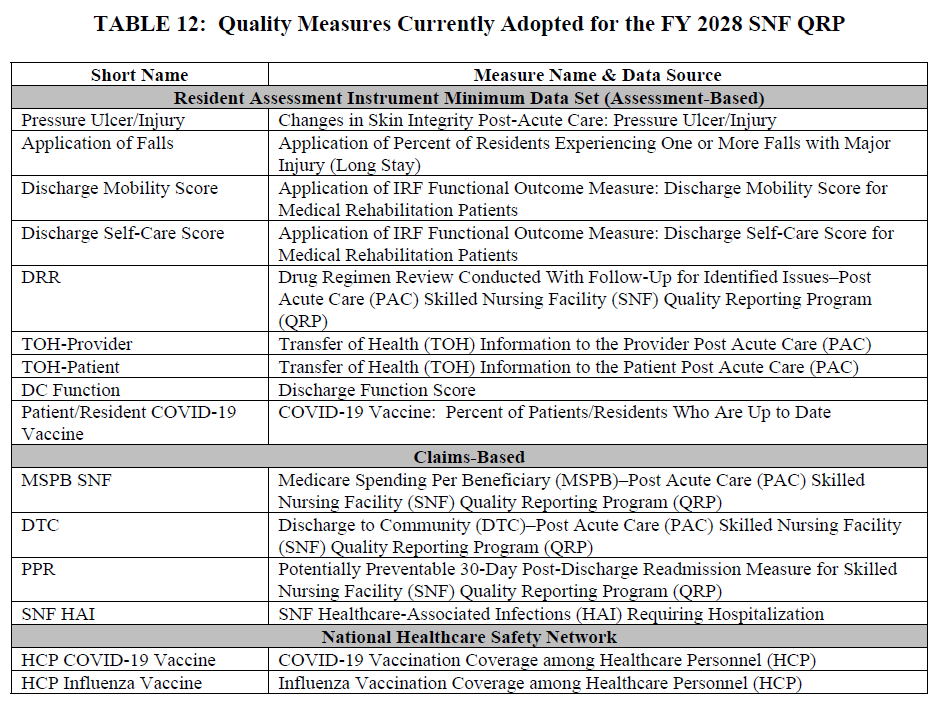 TABLE 12:  Quality Measures Currently Adopted for the FY 2028 SNF QRP
Short Name
Measure Name & Data Source
Resident Assessment Instrument Minimum Data Set (Assessment-Based)
Pressure Ulcer/Injury
Changes in Skin Integrity Post-Acute Care: Pressure Ulcer/Injury
Application of Falls
Application of Percent of Residents Experiencing One or More Falls with Major
Injury (Long Stay)
Discharge Mobility Score
Application of IRF Functional Outcome Measure: Discharge Mobility Score for
Medical Rehabilitation Patients
Discharge Self-Care Score
Application of IRF Functional Outcome Measure: Discharge Self-Care Score for
Medical Rehabilitation Patients
DRR
Drug Regimen Review Conducted With Follow-Up for Identified Issues–Post
Acute Care (PAC) Skilled Nursing Facility (SNF) Quality Reporting Program
(QRP)
TOH-Provider
Transfer of Health (TOH) Information to the Provider Post Acute Care (PAC)
TOH-Patient
Transfer of Health (TOH) Information to the Patient Post Acute Care (PAC)
DC Function
Discharge Function Score
Patient/Resident COVID-19
Vaccine
COVID-19 Vaccine:  Percent of Patients/Residents Who Are Up to Date
Claims-Based
MSPB SNF
Medicare Spending Per Beneficiary (MSPB)–Post Acute Care (PAC) Skilled
Nursing Facility (SNF) Quality Reporting Program (QRP)
DTC
Discharge to Community (DTC)–Post Acute Care (PAC) Skilled Nursing Facility
(SNF) Quality Reporting Program (QRP)
PPR
Potentially Preventable 30-Day Post-Discharge Readmission Measure for Skilled
Nursing Facility (SNF) Quality Reporting Program (QRP)
SNF HAI
SNF Healthcare-Associated Infections (HAI) Requiring Hospitalization
National Healthcare Safety Network
HCP COVID-19 Vaccine
COVID-19 Vaccination Coverage among Healthcare Personnel (HCP)
HCP Influenza Vaccine
Influenza Vaccination Coverage among Healthcare Personnel (HCP)